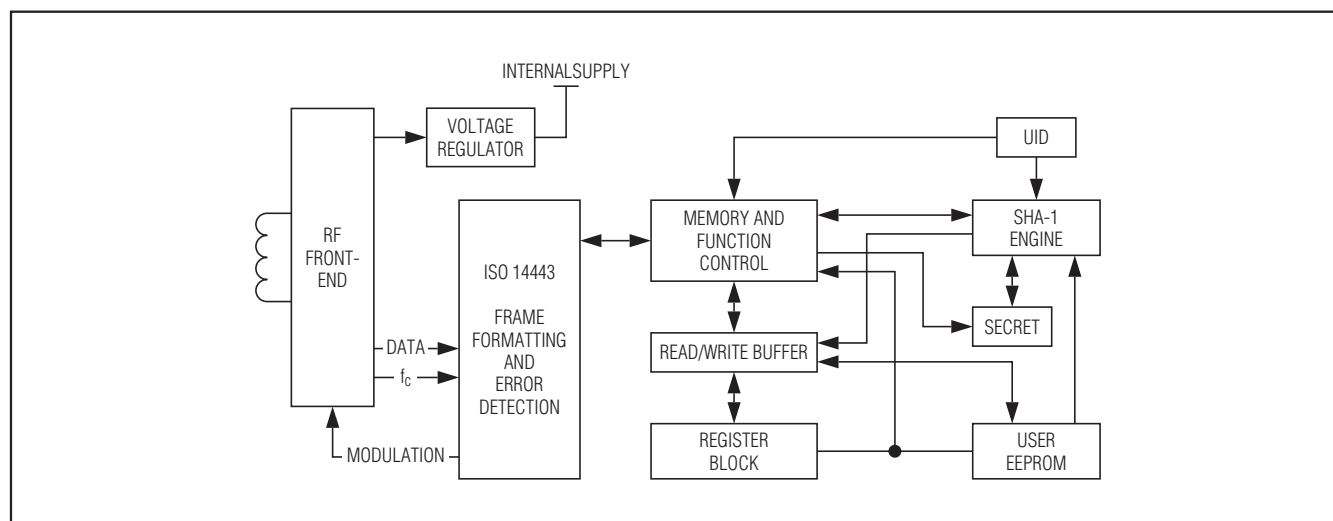 INTERNALSUPPLY
VOLTAGE
REGULATOR
RF
FRONT-
END
DATA
fc
MODULATION
ISO 14443
FRAME
FORMATTING
AND
ERROR
DETECTION
MEMORY AND
FUNCTION
CONTROL
READ/WRITE BUFFER
REGISTER
BLOCK
UID
SHA-1
ENGINE
SECRET
USER
EEPROM